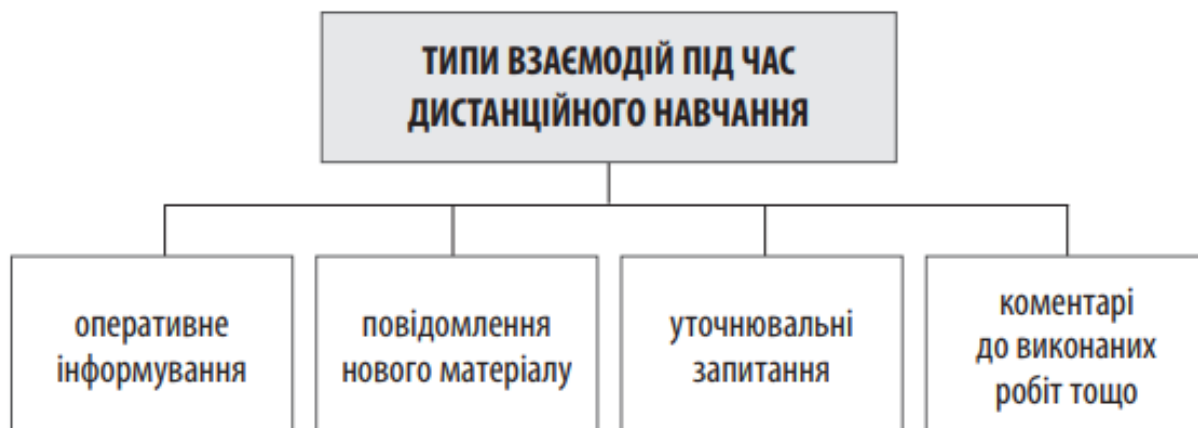 ТИПИ ВЗАЄМОДІЙ ПІД ЧАС
ДИСТАНЦІЙНОГО НАВЧАННЯ
оперативне
інформування
повідомлення
нового матеріалу
уточнювальні
запитання
коментарі
до виконаних
робіт тощо